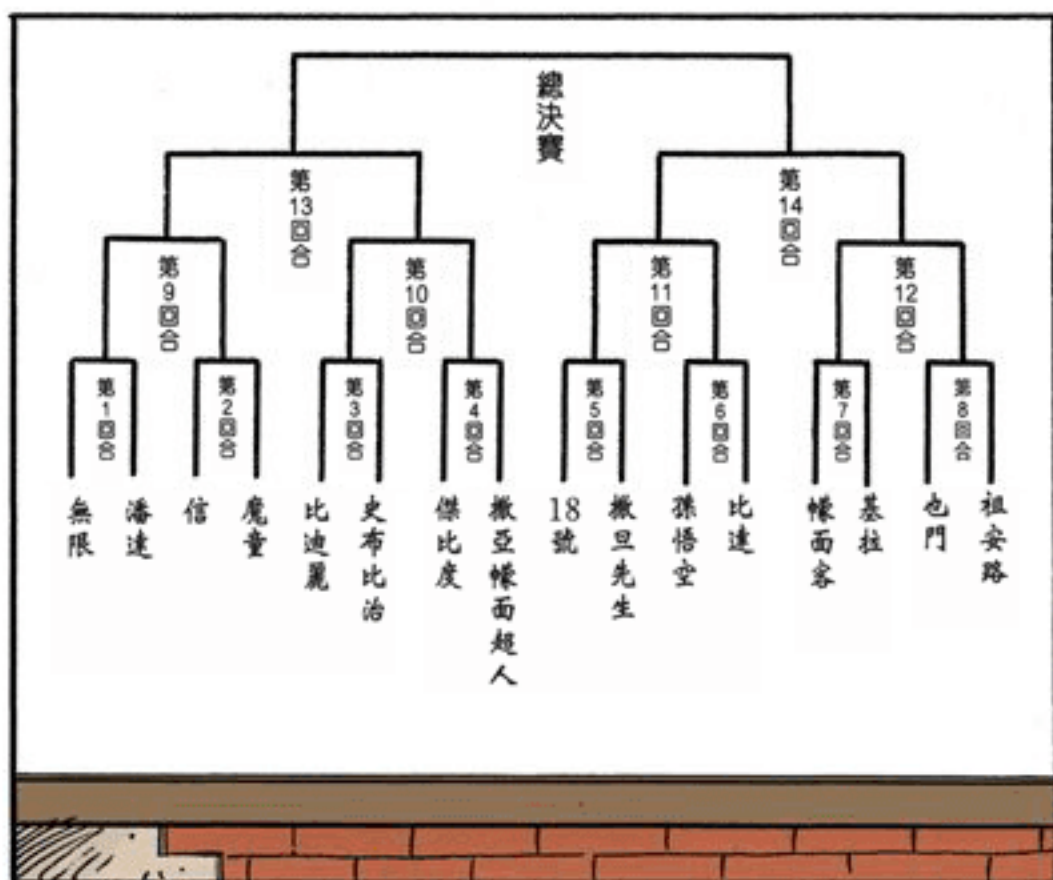 總決賽
第13回合
第14回合
第9回合
第10回合
第11回合
第12回合
第1回合
第2回合
第3回合
第4回合
第5回合
第6回合
第7回合
第8回合
無限
潘達
信
魔童
比迪麗
史布比治
傑比度
撒亞幪面超人
18號
撒旦先生
孫悟空
比達
幪面客
基拉
也門
祖安路